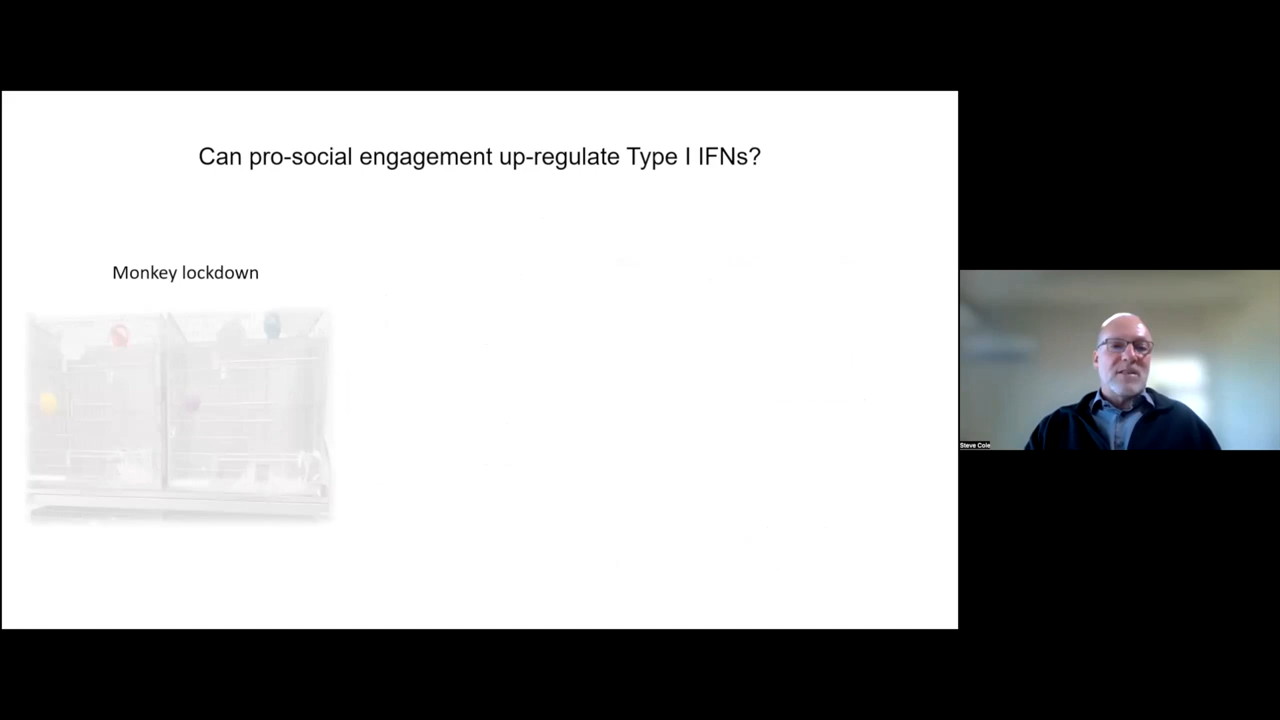 Can pro-social engagement up-regulate Type I IFNs?
Monkey lockdown
Steve Cole